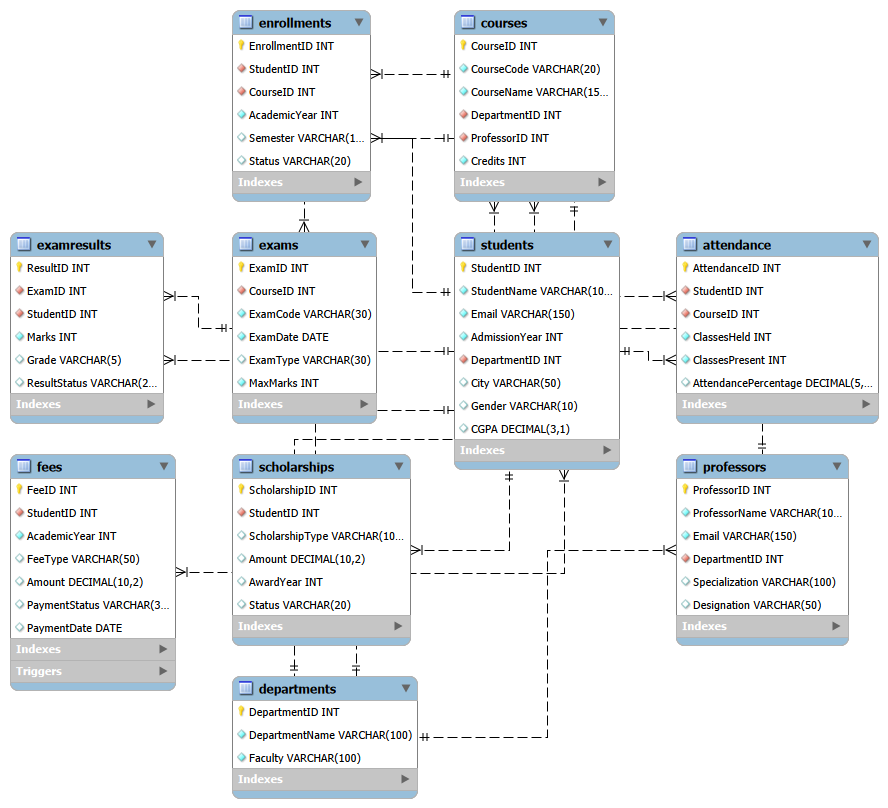 enrollments
EnrollmentID INT
StudentID INT
CourseID INT
AcademicYear INT
Semester VARCHAR(1...
Status VARCHAR(20)
Indexes
courses
CourseID INT
CourseCode VARCHAR(20)
CourseName VARCHAR(15...
DepartmentID INT
ProfessorID INT
Credits INT
Indexes
examresults
ResultID INT
ExamID INT
StudentID INT
Marks INT
Grade VARCHAR(5)
ResultStatus VARCHAR(2...
Indexes
exams
ExamID INT
CourseID INT
ExamCode VARCHAR(30)
ExamDate DATE
ExamType VARCHAR(30)
MaxMarks INT
Indexes
students
StudentID INT
StudentName VARCHAR(10...
Email VARCHAR(150)
AdmissionYear INT
DepartmentID INT
City VARCHAR(50)
Gender VARCHAR(10)
CGPA DECIMAL(3,1)
Indexes
attendance
AttendanceID INT
StudentID INT
CourseID INT
ClassesHeld INT
ClassesPresent INT
AttendancePercentage DECIMAL(5,...
Indexes
fees
FeeID INT
StudentID INT
AcademicYear INT
FeeType VARCHAR(50)
Amount DECIMAL(10,2)
PaymentStatus VARCHAR(3...
PaymentDate DATE
Indexes
Triggers
scholarships
ScholarshipID INT
StudentID INT
ScholarshipType VARCHAR(10...
Amount DECIMAL(10,2)
AwardYear INT
Status VARCHAR(20)
Indexes
professors
ProfessorID INT
ProfessorName VARCHAR(10...
Email VARCHAR(150)
DepartmentID INT
Specialization VARCHAR(100)
Designation VARCHAR(50)
Indexes
departments
DepartmentID INT
DepartmentName VARCHAR(100)
Faculty VARCHAR(100)
Indexes